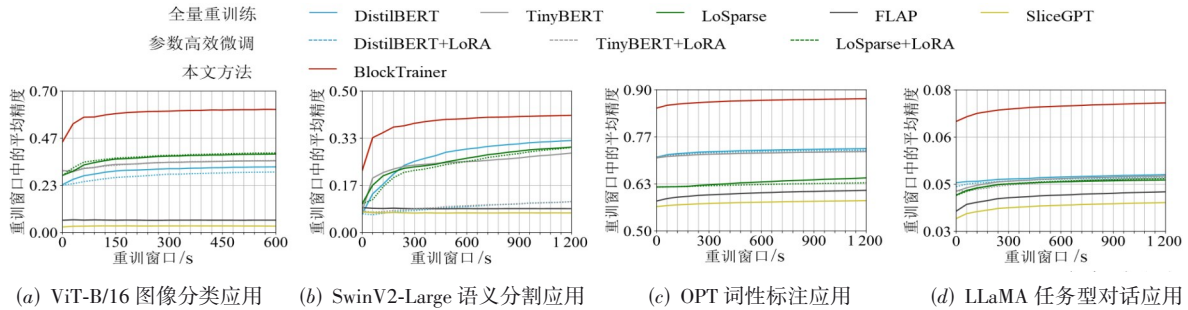 全量重训练 DistilBERT TinyBERT LoSparse FLAP SliceGPT
参数高效微调 DistilBERT+LoRA TinyBERT+LoRA LoSparse+LoRA
本文方法 BlockTrainer
重训窗口中的平均精度
0.70
0.47
0.23
0.00
0 150 300 450 600
重训窗口/s
(a) ViT-B/16 图像分类应用
重训窗口中的平均精度
0.50
0.33
0.17
0.00
0 300 600 900 1200
重训窗口/s
(b) SwinV2-Large 语义分割应用
重训窗口中的平均精度
0.90
0.77
0.63
0.50
0 300 600 900 1200
重训窗口/s
(c) OPT 词性标注应用
重训窗口中的平均精度
0.08
0.06
0.05
0.03
0 300 600 900 1200
重训窗口/s
(d) LLaMA 任务型对话应用